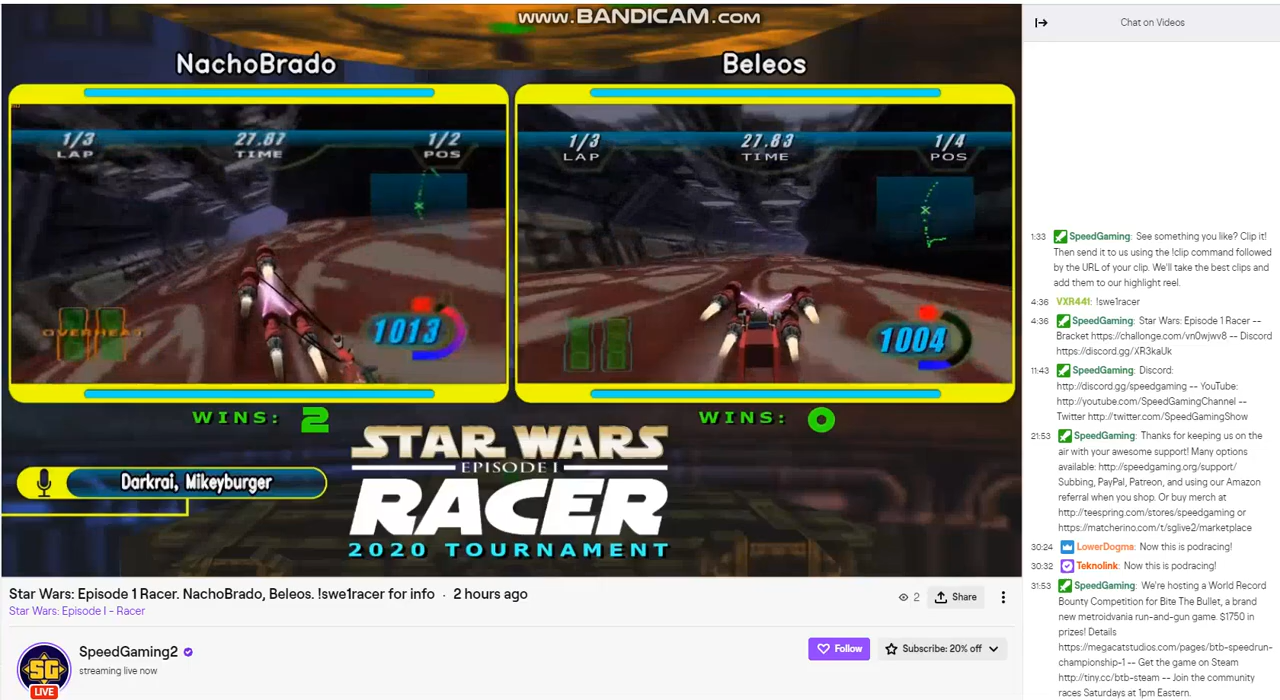 www.BANDICAM.COM
NachoBrado
Beleos
1/3
LAP
27.87
TIME
1/2
POS
OVERHEAT
1013
1/3
LAP
27.83
TIME
1/4
POS
1004
WINS: 2
WINS: 0
Darkrai, Mikeyburger
STAR WARS
EPISODE I
RACER
2020 TOURNAMENT
Star Wars: Episode 1 Racer. NachoBrado, Beleos. !swe1racer for info · 2 hours ago
Star Wars: Episode I - Racer
2
Share
SG
LIVE
SpeedGaming2
streaming live now
Follow
Subscribe: 20% off
Chat on Videos
1:33 SpeedGaming: See something you like? Clip it!
Then send it to us using the !clip command followed
by the URL of your clip. We'll take the best clips and
add them to our highlight reel.
4:36 VXR441: !swe1racer
4:36 SpeedGaming: Star Wars: Episode 1 Racer --
Bracket https://challonge.com/vn0wjwv8 -- Discord
https://discord.gg/XR3kaUk
11:43 SpeedGaming: Discord:
http://discord.gg/speedgaming -- YouTube:
http://youtube.com/SpeedGamingChannel --
Twitter http://twitter.com/SpeedGamingShow
21:53 SpeedGaming: Thanks for keeping us on the
air with your awesome support! Many options
available: http://speedgaming.org/support/
Subbing, PayPal, Patreon, and using our Amazon
referral when you shop. Or buy merch at
http://teespring.com/stores/speedgaming or
https://matcherino.com/t/sglive2/marketplace
30:24 LowerDogma: Now this is podracing!
30:32 Teknolink: Now this is podracing!
31:53 SpeedGaming: We're hosting a World Record
Bounty Competition for Bite The Bullet, a brand
new metroidvania run-and-gun game. $1750 in
prizes! Details
https://megacatstudios.com/pages/btb-speedrun-
championship-1 -- Get the game on Steam
http://tiny.cc/btb-steam -- Join the community
races Saturdays at 1pm Eastern